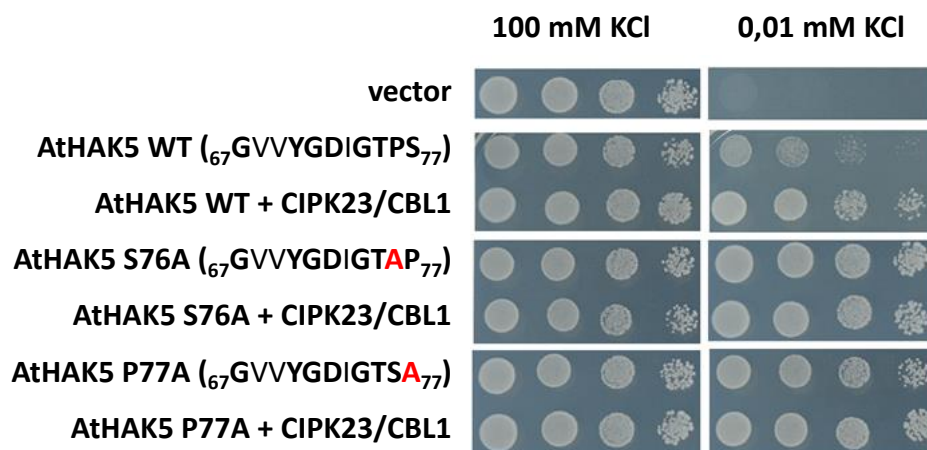 100 mM KCl 0,01 mM KCl
vector
AtHAK5 WT (67GVVYGDIGTPS77)
AtHAK5 WT + CIPK23/CBL1
AtHAK5 S76A (67GVVYGDIGTAP77)
AtHAK5 S76A + CIPK23/CBL1
AtHAK5 P77A (67GVVYGDIGTSA77)
AtHAK5 P77A + CIPK23/CBL1